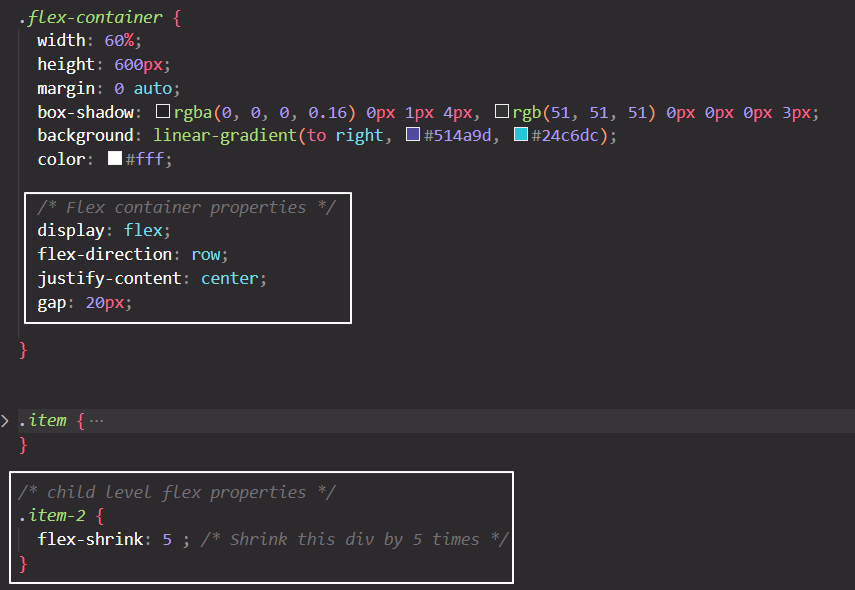 .flex-container {
width: 60%;
height: 600px;
margin: 0 auto;
box-shadow: rgba(0, 0, 0, 0.16) 0px 1px 4px, rgb(51, 51, 51) 0px 0px 0px 3px;
background: linear-gradient(to right, #514a9d, #24c6dc);
color: #fff;
/* Flex container properties */
display: flex;
flex-direction: row;
justify-content: center;
gap: 20px;
}
.item { ⋯
}
/* child level flex properties */
.item-2 {
flex-shrink: 5 ; /* Shrink this div by 5 times */
}